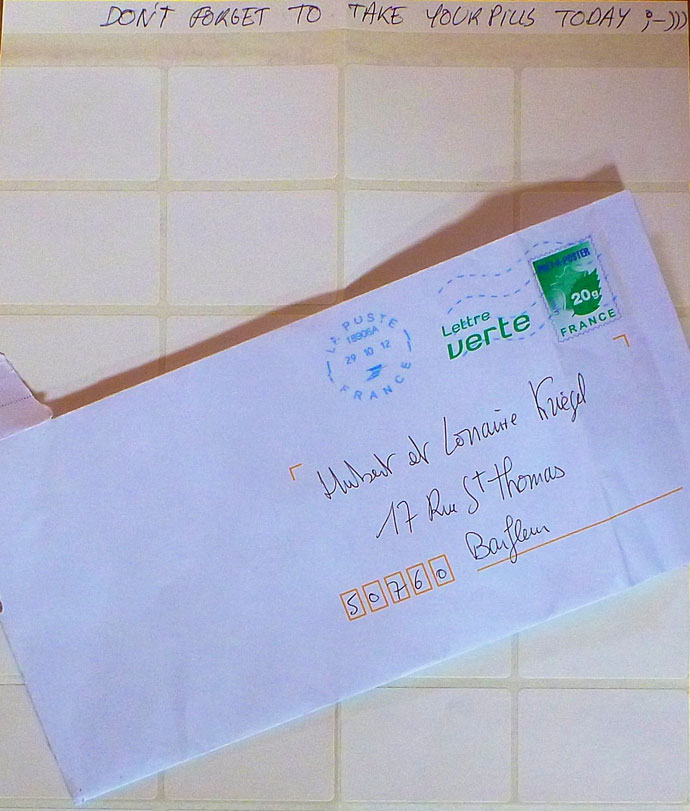 DON'T FORGET TO TAKE YOUR PILLS TODAY ;-)))
LA POSTE
18906A
29 10 12
FRANCE
Lettre
verte
20g
FRANCE
Hubert et Lorraine Kriegel
17 Rue St Thomas
Barfleur
50760